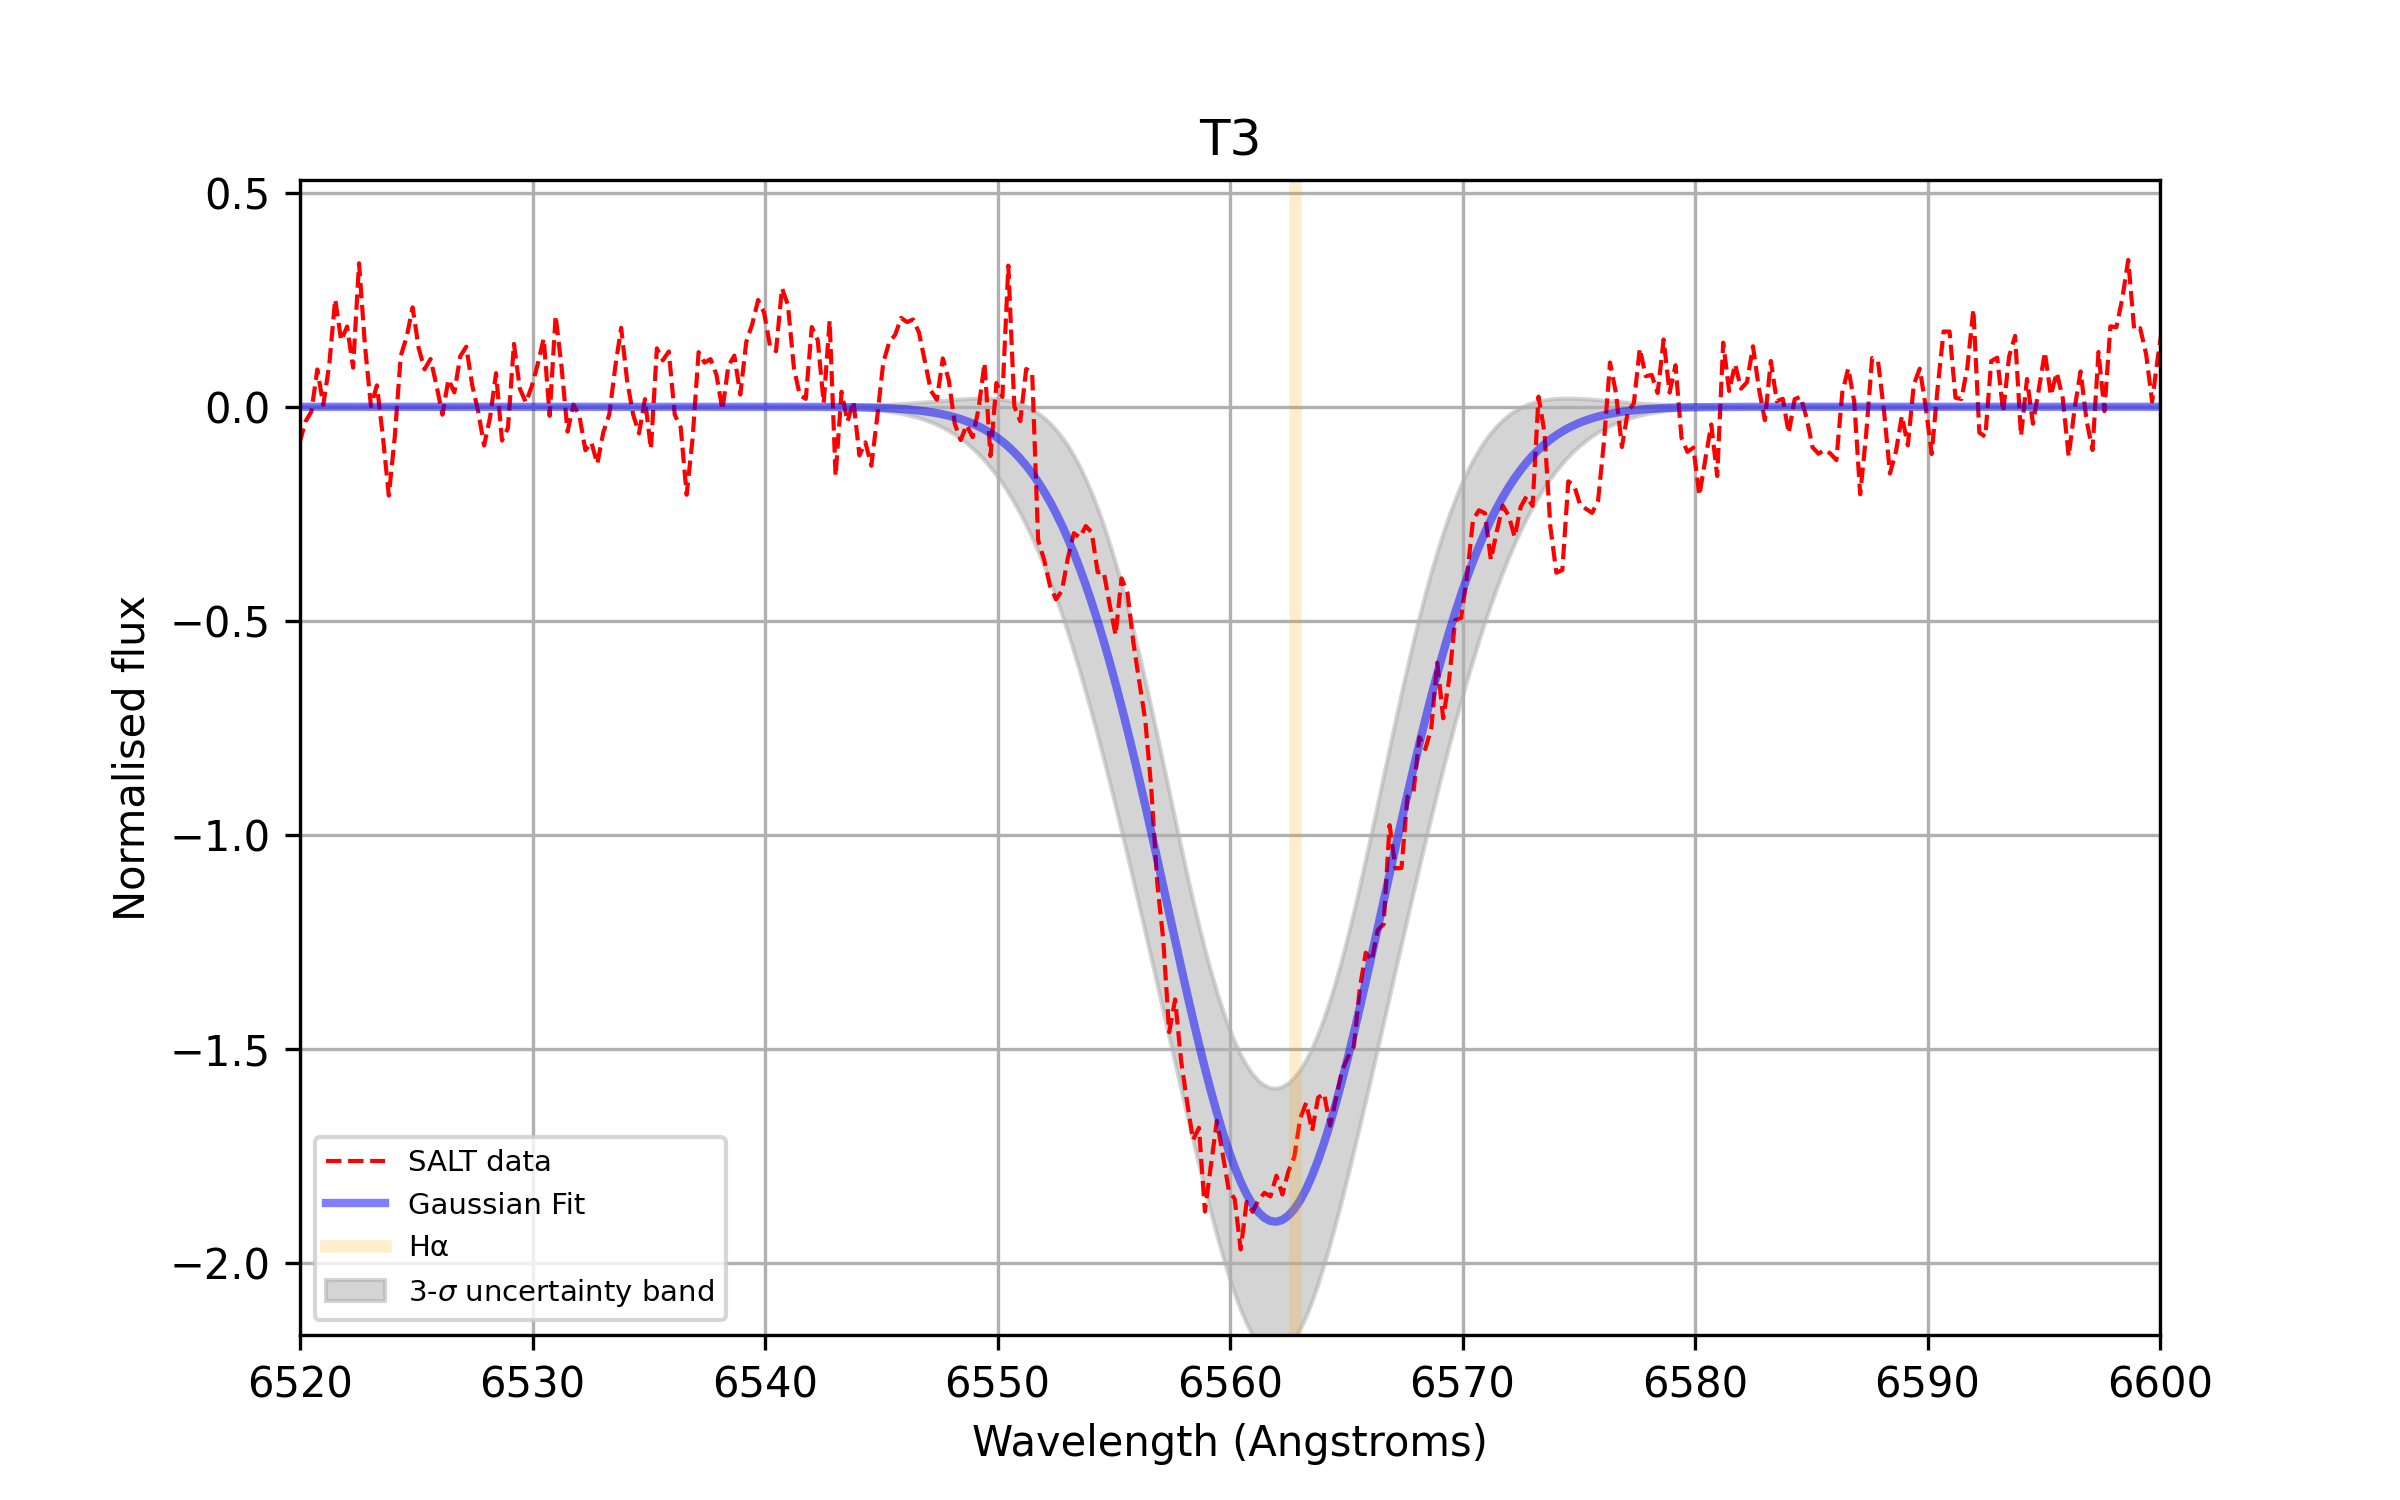 T3
0.5
0.0
−0.5
−1.0
−1.5
−2.0
Normalised flux
SALT data
Gaussian Fit
Hα
3-σ uncertainty band
6520 6530 6540 6550 6560 6570 6580 6590 6600
Wavelength (Angstroms)